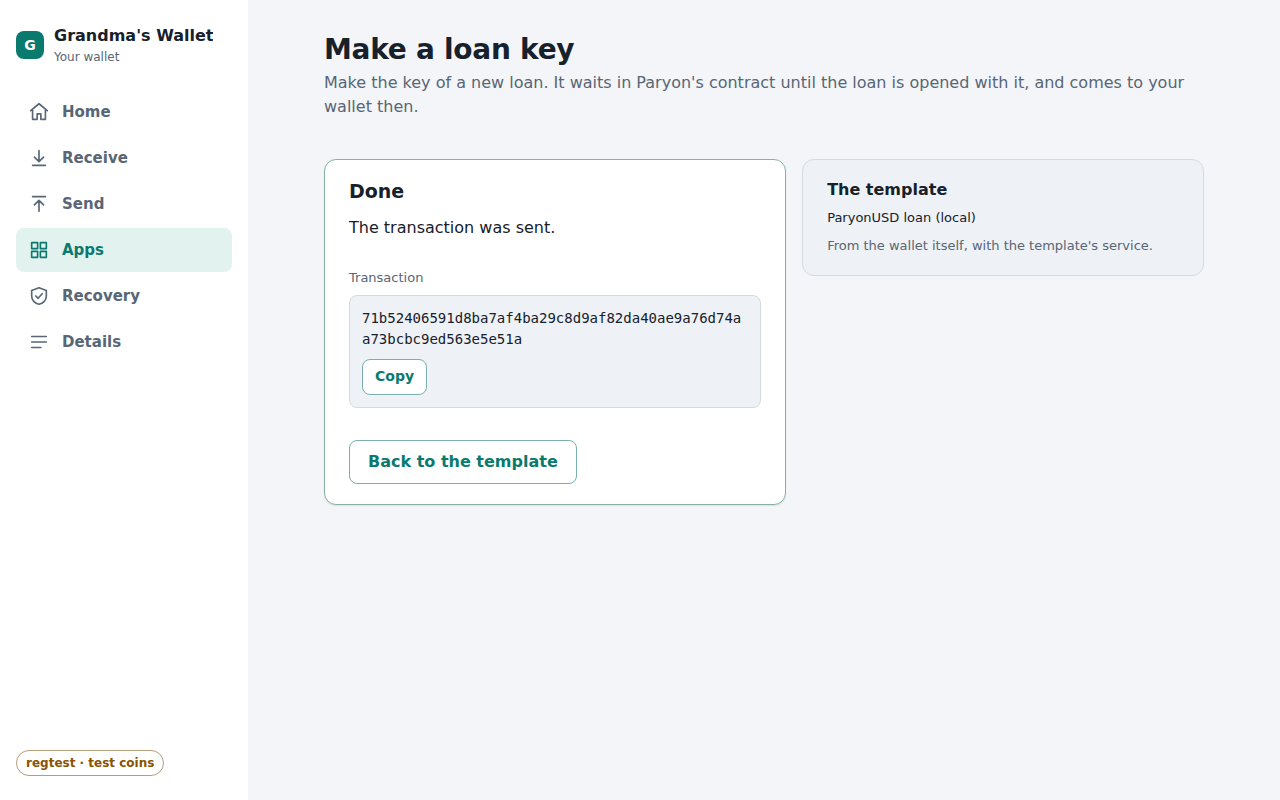 G
Grandma's Wallet
Your wallet
Home
Receive
Send
Apps
Recovery
Details
regtest · test coins
Make a loan key
Make the key of a new loan. It waits in Paryon's contract until the loan is opened with it, and comes to your
wallet then.
Done
The transaction was sent.
Transaction
71b52406591d8ba7af4ba29c8d9af82da40ae9a76d74a
a73bcbc9ed563e5e51a
Copy
Back to the template
The template
ParyonUSD loan (local)
From the wallet itself, with the template's service.